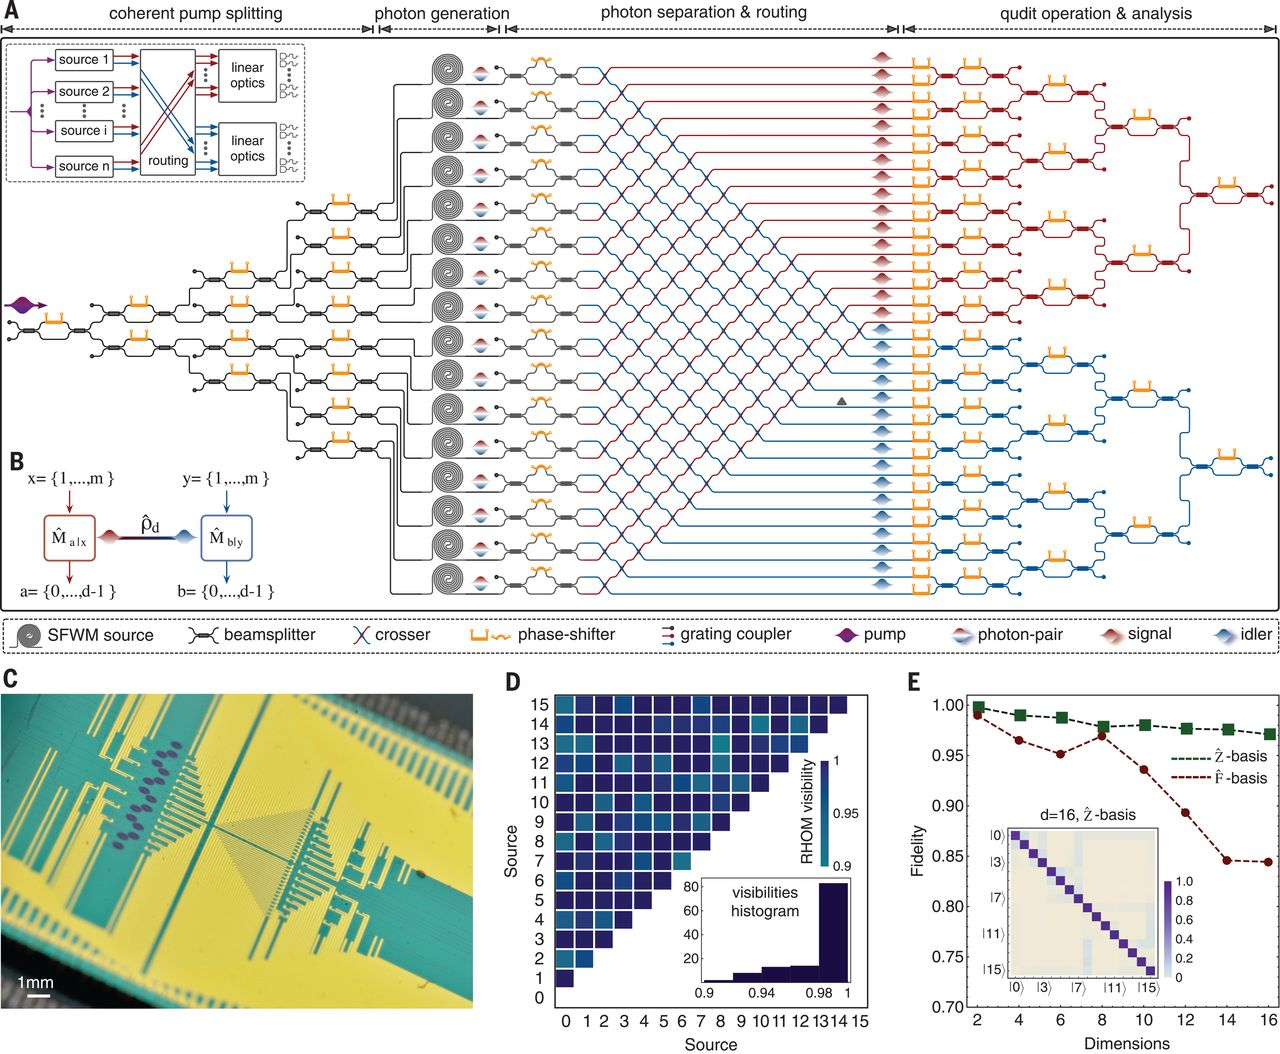 A
coherent pump splitting
photon generation
photon separation & routing
qudit operation & analysis
source 1
source 2
source i
source n
routing
linear
optics
linear
optics
B
x= {1,...,m }
y= {1,...,m }
M̂ a|x
ρ̂d
M̂ b|y
a= {0,...,d-1 }
b= {0,...,d-1 }
SFWM source
beamsplitter
crosser
phase-shifter
grating coupler
pump
photon-pair
signal
idler
C
1mm
D
Source
15
14
13
12
11
10
9
8
7
6
5
4
3
2
1
0
0 1 2 3 4 5 6 7 8 9 10 11 12 13 14 15
Source
RHOM visibility
1
0.95
0.9
visibilities
histogram
80
60
40
20
0.9 0.94 0.98 1
E
Fidelity
1.00
0.95
0.90
0.85
0.80
0.75
0.70
2 4 6 8 10 12 14 16
Dimensions
Ẑ-basis
F̂-basis
d=16, Ẑ-basis
|0⟩
|3⟩
|7⟩
|11⟩
|15⟩
|0⟩ |3⟩ |7⟩ |11⟩ |15⟩
1.0
0.8
0.6
0.4
0.2
0